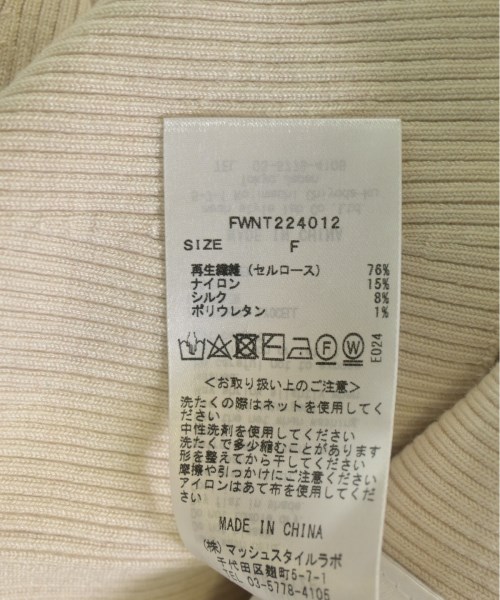 FWNT224012
SIZE F
再生繊維（セルロース） 76%
ナイロン 15%
シルク 8%
ポリウレタン 1%
F W E024
＜お取り扱い上のご注意＞
洗たくの際はネットを使用してく
ださい
中性洗剤を使用してください
洗たくで多少縮むことがあります
形を整えてから干してください
摩擦や引っかけにご注意ください
アイロンはあて布を使用してくだ
さい
MADE IN CHINA
(株)マッシュスタイルラボ
千代田区麹町5-7-1
TEL 03-5778-4105